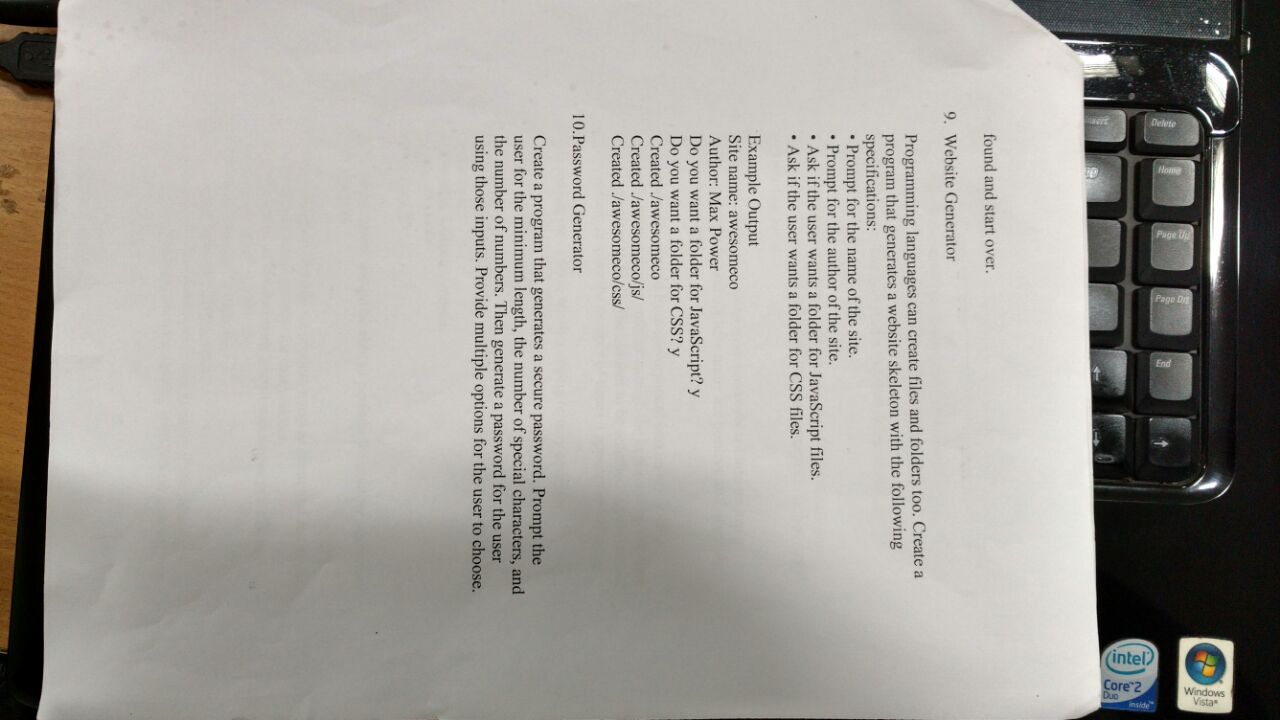 found and start over.
9. Website Generator
Programming languages can create files and folders too. Create a
program that generates a website skeleton with the following
specifications:
• Prompt for the name of the site.
• Prompt for the author of the site.
• Ask if the user wants a folder for JavaScript files.
• Ask if the user wants a folder for CSS files.
Example Output
Site name: awesomeco
Author: Max Power
Do you want a folder for JavaScript? y
Do you want a folder for CSS? y
Created ./awesomeco
Created ./awesomeco/js/
Created ./awesomeco/css/
10.Password Generator
Create a program that generates a secure password. Prompt the
user for the minimum length, the number of special characters, and
the number of numbers. Then generate a password for the user
using those inputs. Provide multiple options for the user to choose.
Delete
Home
Page Up
Page Dn
End
intel
Core™2
Duo
inside™
Windows
Vista®